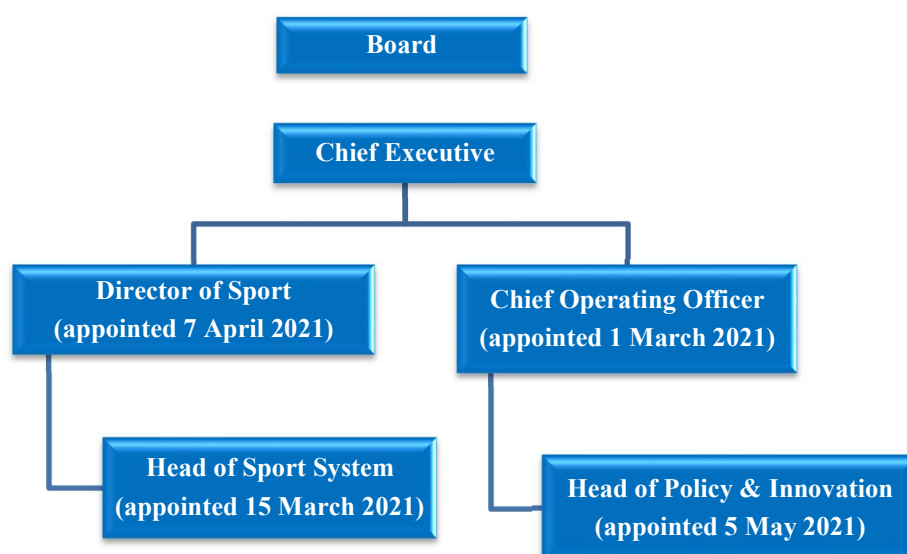 Board
Chief Executive
Director of Sport
(appointed 7 April 2021)
Chief Operating Officer
(appointed 1 March 2021)
Head of Sport System
(appointed 15 March 2021)
Head of Policy & Innovation
(appointed 5 May 2021)